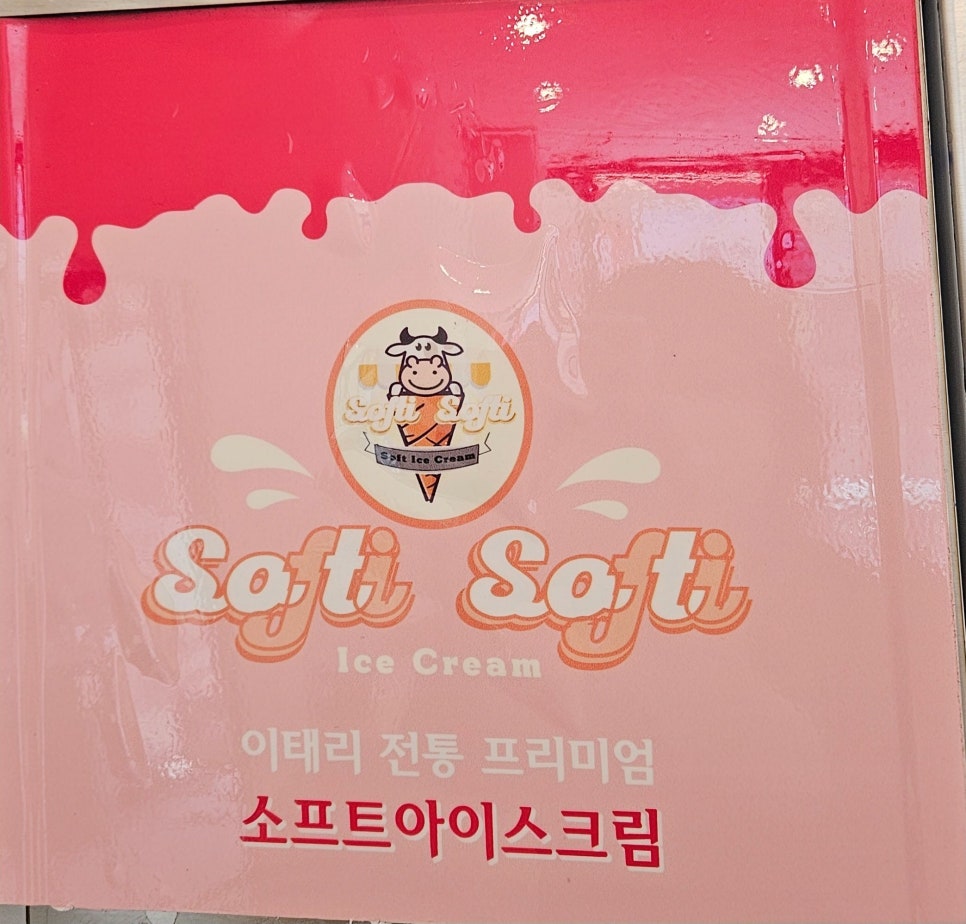 Softi Softi
Soft Ice Cream
Softi Softi
Ice Cream
이태리 전통 프리미엄
소프트아이스크림